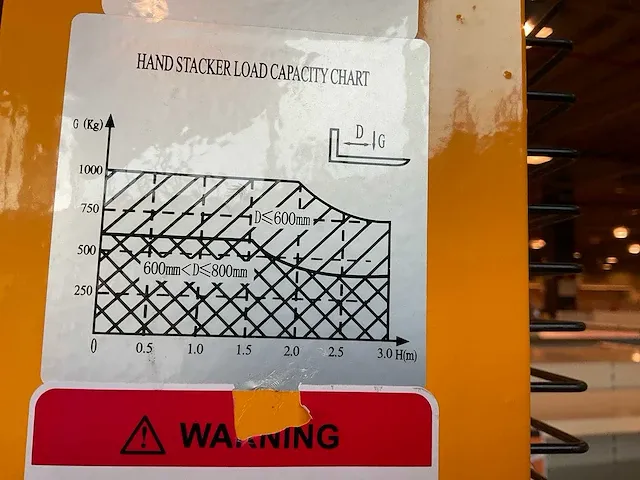 HAND STACKER LOAD CAPACITY CHART
G (Kg)
D
G
1000
750
D≤600mm
500
600mm<D≤800mm
250
0 0.5 1.0 1.5 2.0 2.5 3.0 H(m)
WARNING